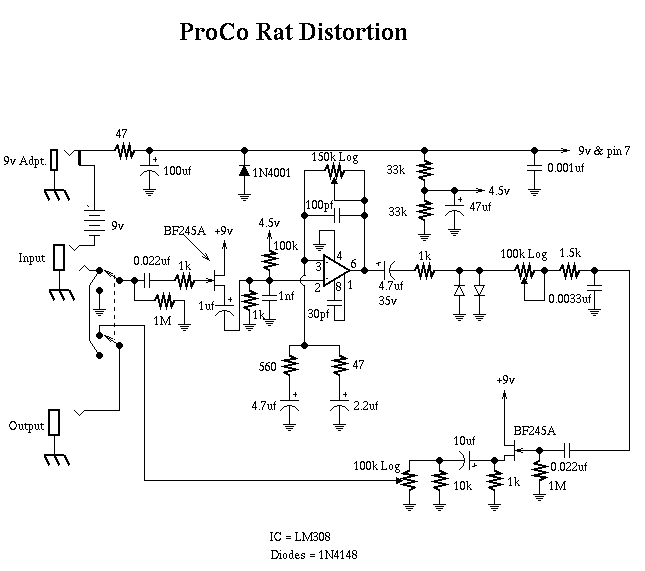 ProCo Rat Distortion
47
150k Log
9v & pin 7
9v Adpt.
100uf
1N4001
33k
0.001uf
100pf
4.5v
33k
47uf
9v
BF245A
+9v
4.5v
100k
Input
0.022uf
1k
4
3
6
1k
100k Log
1.5k
2
8
1
4.7uf
35v
0.0033uf
1uf
1nf
1M
1k
30pf
560
47
4.7uf
2.2uf
+9v
Output
BF245A
10uf
100k Log
0.022uf
10k
1k
1M
IC = LM308
Diodes = 1N4148